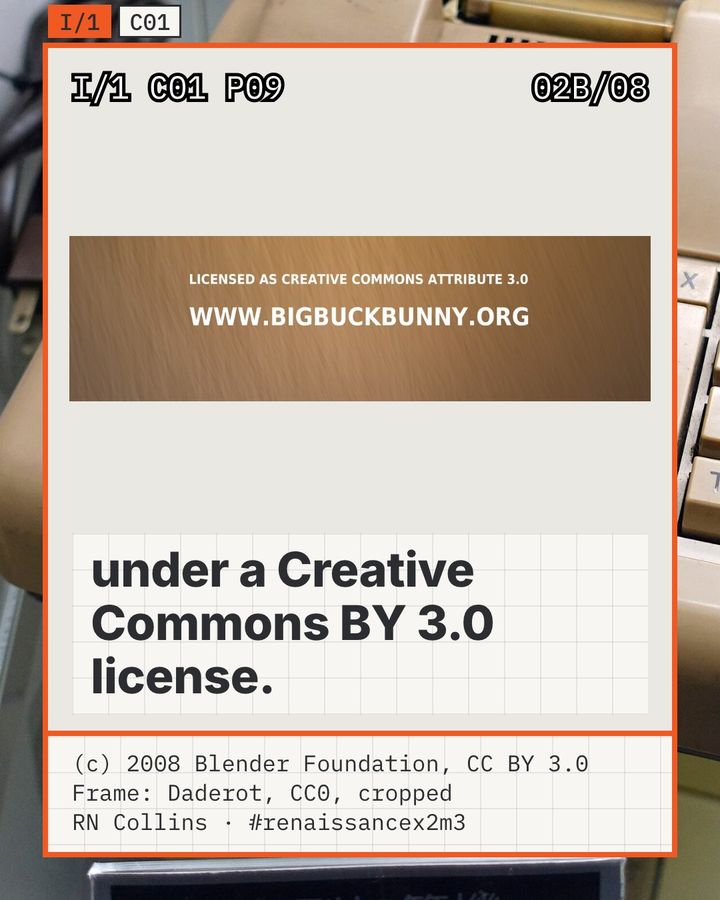 I/1 C01
I/1 C01 P09 02B/08
LICENSED AS CREATIVE COMMONS ATTRIBUTE 3.0
WWW.BIGBUCKBUNNY.ORG
X
under a Creative
Commons BY 3.0
license.
(c) 2008 Blender Foundation, CC BY 3.0
Frame: Daderot, CC0, cropped
RN Collins · #renaissancex2m3